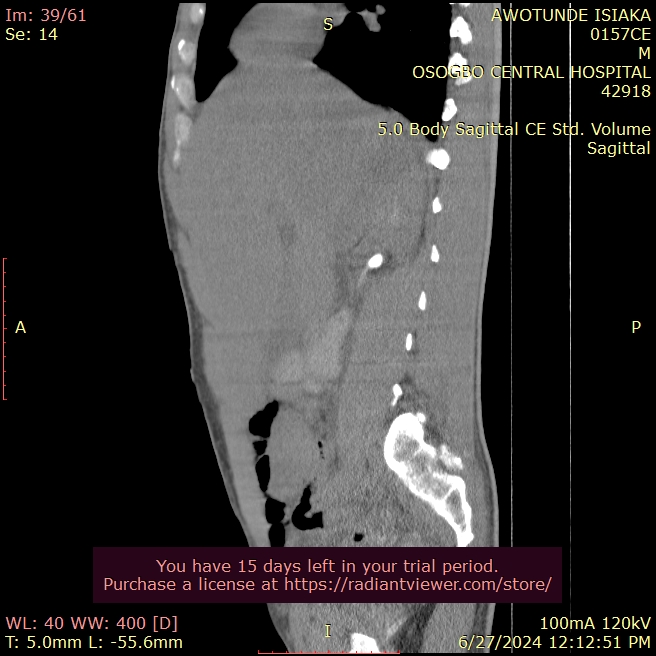 Im: 39/61
Se: 14
S
AWOTUNDE ISIAKA
0157CE
M
OSOGBO CENTRAL HOSPITAL
42918
5.0 Body Sagittal CE Std. Volume
Sagittal
A
P
You have 15 days left in your trial period.
Purchase a license at https://radiantviewer.com/store/
WL: 40 WW: 400 [D]
T: 5.0mm L: -55.6mm
I
100mA 120kV
6/27/2024 12:12:51 PM